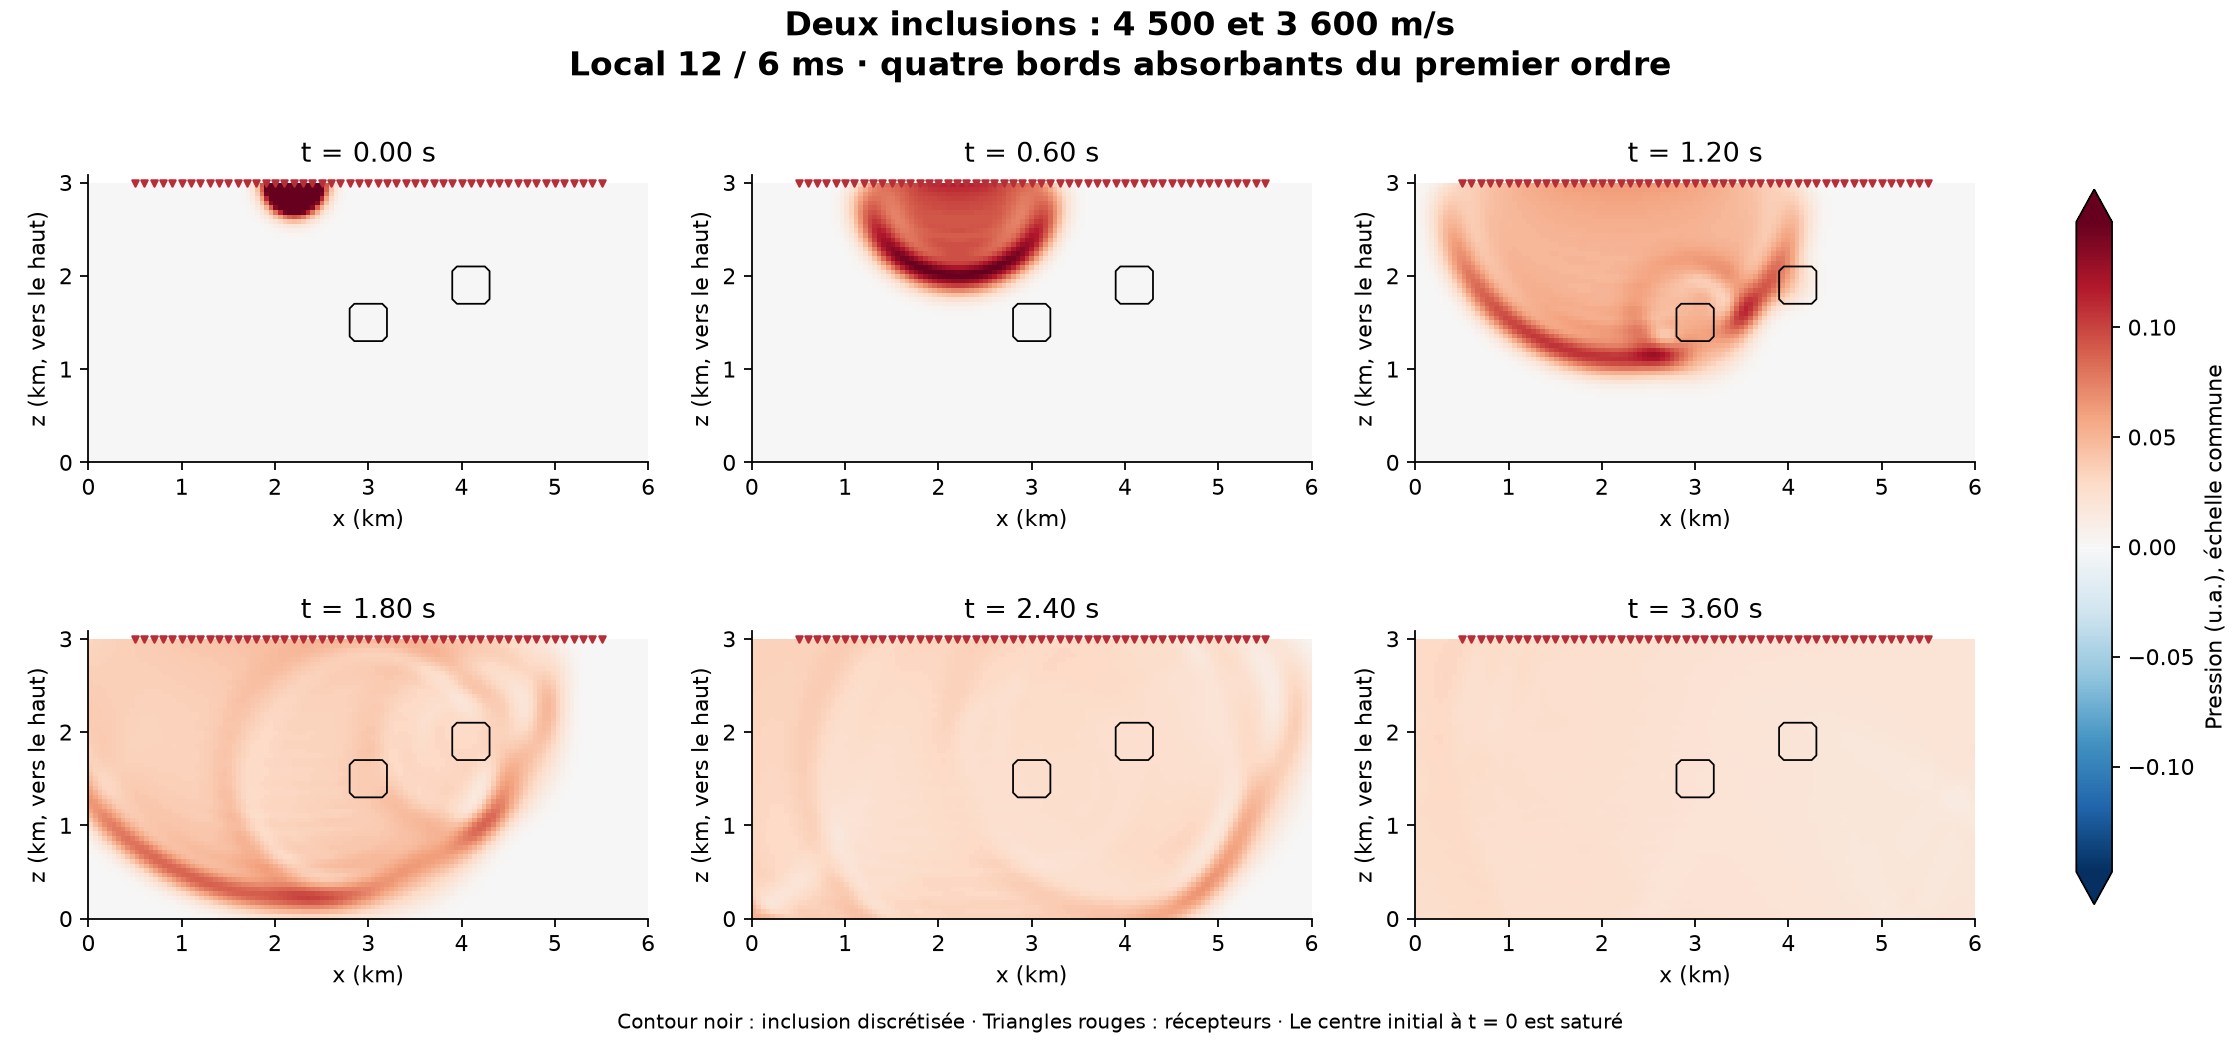 Deux inclusions : 4 500 et 3 600 m/s
Local 12 / 6 ms · quatre bords absorbants du premier ordre
t = 0.00 s
z (km, vers le haut)
3
2
1
0
0 1 2 3 4 5 6
x (km)
t = 0.60 s
z (km, vers le haut)
3
2
1
0
0 1 2 3 4 5 6
x (km)
t = 1.20 s
z (km, vers le haut)
3
2
1
0
0 1 2 3 4 5 6
x (km)
t = 1.80 s
z (km, vers le haut)
3
2
1
0
0 1 2 3 4 5 6
x (km)
t = 2.40 s
z (km, vers le haut)
3
2
1
0
0 1 2 3 4 5 6
x (km)
t = 3.60 s
z (km, vers le haut)
3
2
1
0
0 1 2 3 4 5 6
x (km)
0.10
0.05
0.00
−0.05
−0.10
Pression (u.a.), échelle commune
Contour noir : inclusion discrétisée · Triangles rouges : récepteurs · Le centre initial à t = 0 est saturé